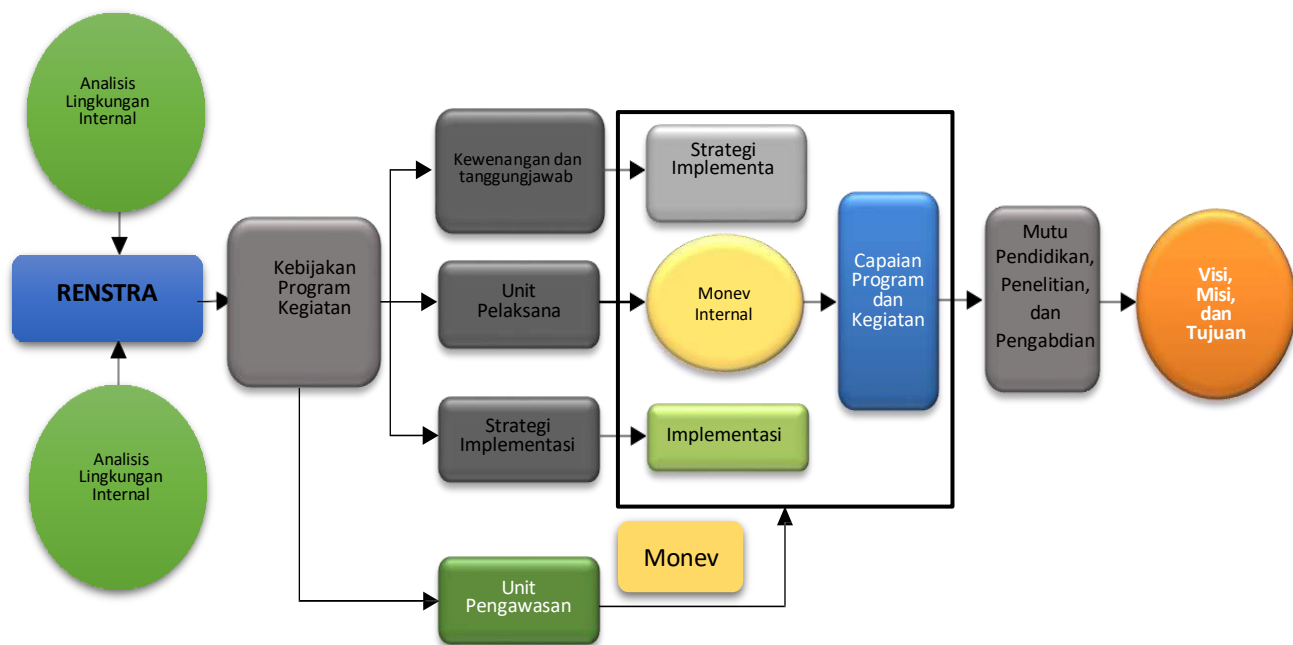 Analisis
Lingkungan
Internal
RENSTRA
Analisis
Lingkungan
Internal
Kebijakan
Program
Kegiatan
Kewenangan dan
tanggungjawab
Unit
Pelaksana
Strategi
Implementasi
Unit
Pengawasan
Strategi
Implementa
Monev
Internal
Implementasi
Monev
Capaian
Program
dan
Kegiatan
Mutu
Pendidikan,
Penelitian,
dan
Pengabdian
Visi,
Misi,
dan
Tujuan